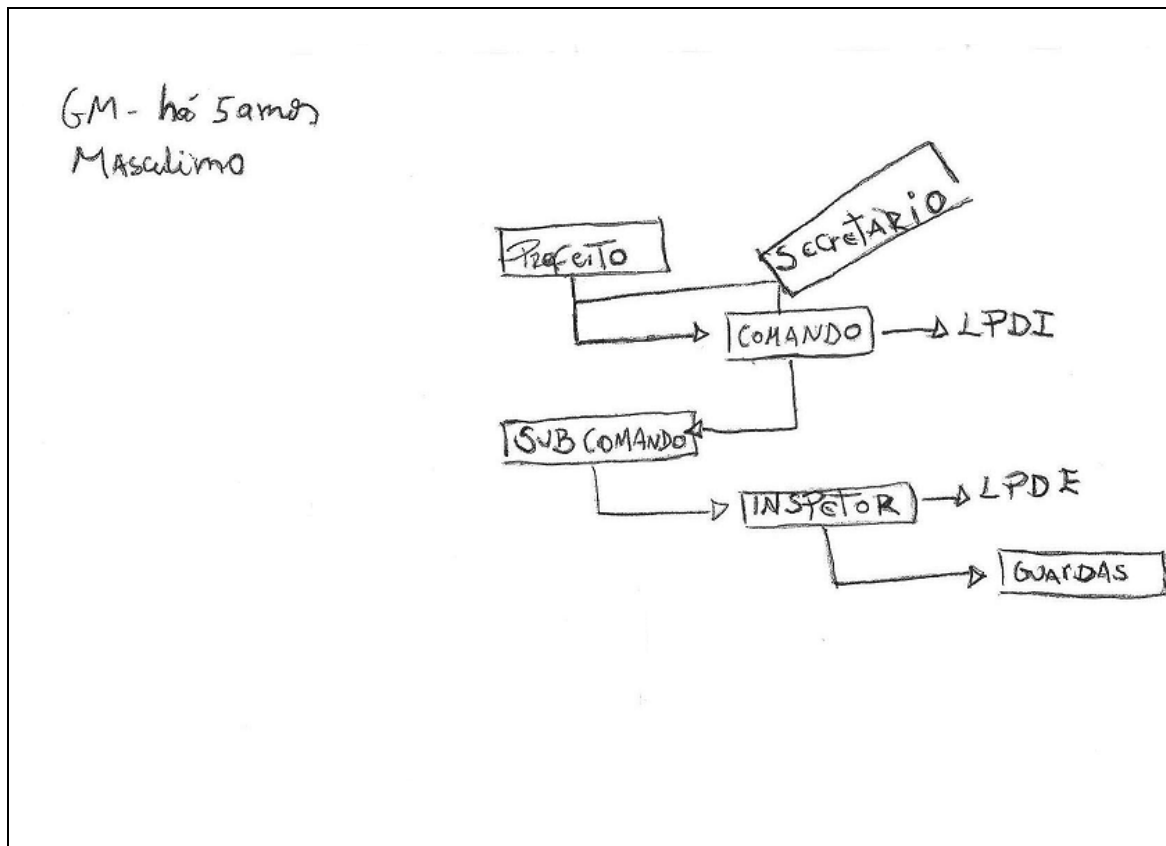 GM - há 5 anos
Masculino
Prefeito
SecretARiO
COMANDO
LPDI
SUB COMANDO
INSPetOR
LPDE
GUArDAS